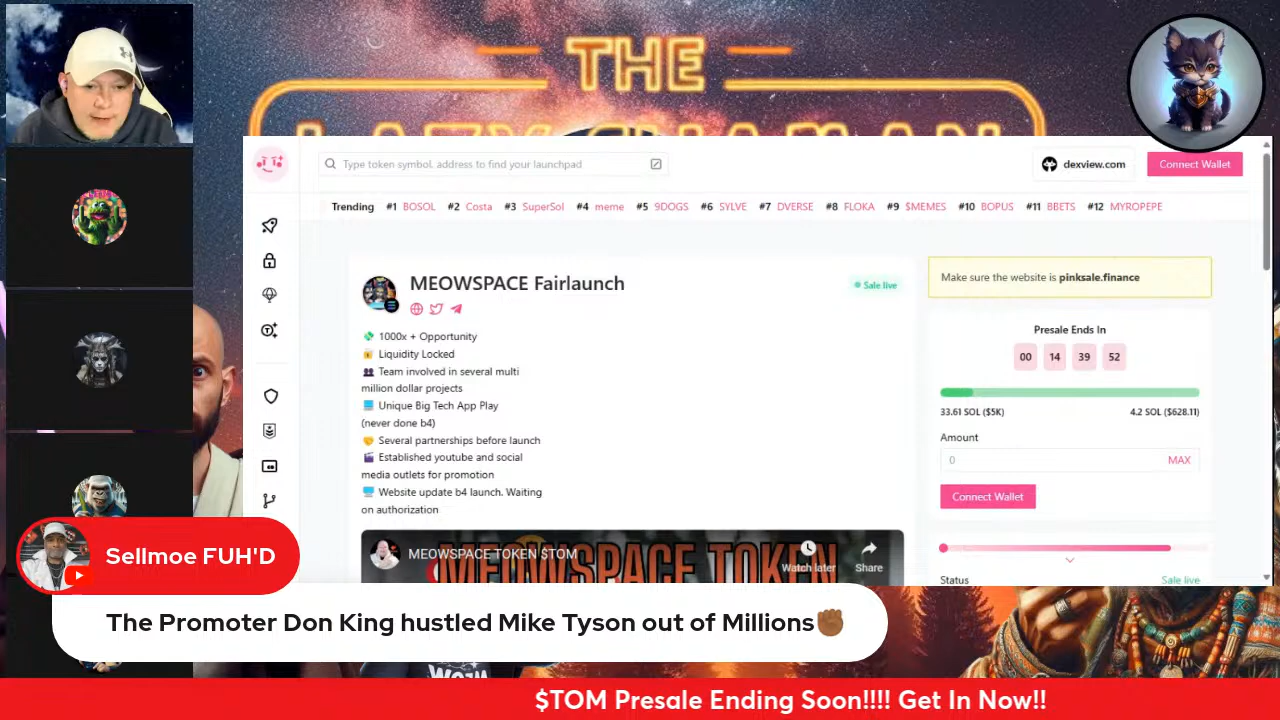 THE
LAZY SHAMAN
Type token symbol, address to find your launchpad
dexview.com
Connect Wallet
Trending #1 BOSOL #2 Costa #3 SuperSol #4 meme #5 9DOGS #6 SYLVE #7 DVERSE #8 FLOKA #9 $MEMES #10 BOPUS #11 BBETS #12 MYROPEPE
MEOWSPACE Fairlaunch
Sale live
1000x + Opportunity
Liquidity Locked
Team involved in several multi
million dollar projects
Unique Big Tech App Play
(never done b4)
Several partnerships before launch
Established youtube and social
media outlets for promotion
Website update b4 launch. Waiting
on authorization
MEOWSPACE TOKEN $TOM
MEOWSPACE TOKEN
Watch later
Share
Make sure the website is pinksale.finance
Presale Ends In
00 14 39 52
33.61 SOL ($5K) 4.2 SOL ($628.11)
Amount
0 MAX
Connect Wallet
Status Sale live
Sellmoe FUH'D
The Promoter Don King hustled Mike Tyson out of Millions✊🏾
$TOM Presale Ending Soon!!!! Get In Now!!